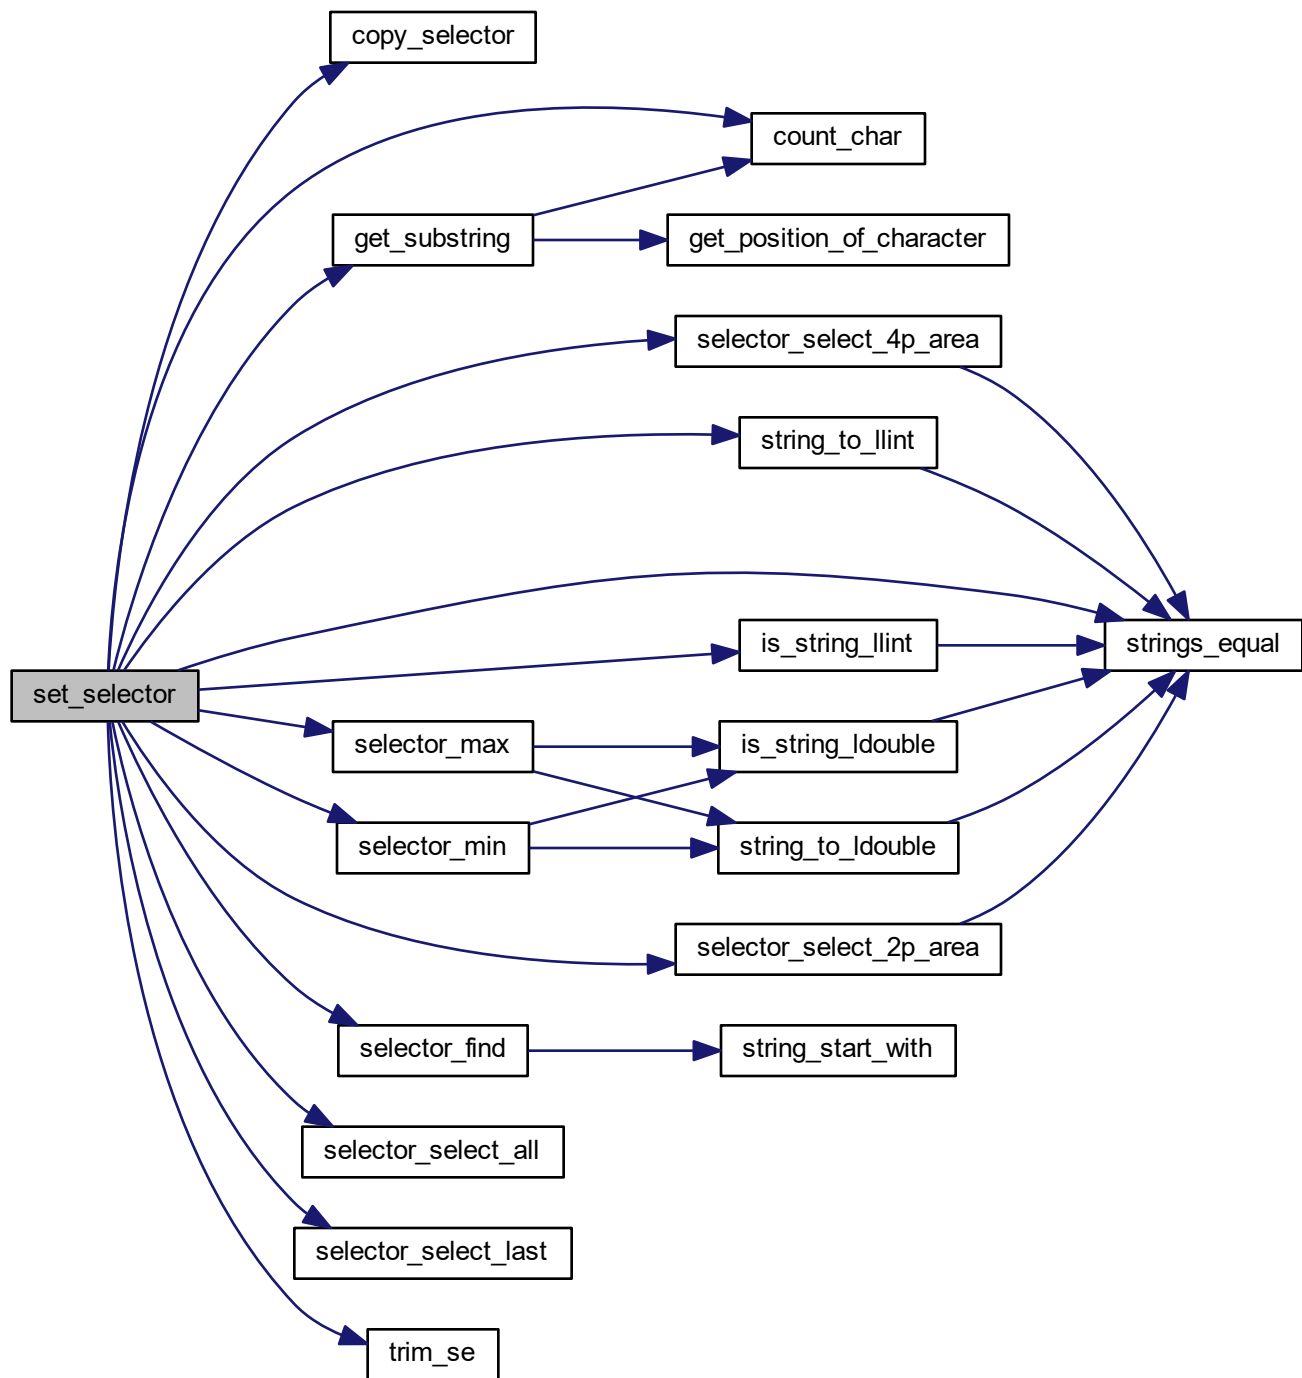 copy_selector
count_char
get_substring
get_position_of_character
selector_select_4p_area
string_to_llint
is_string_llint
strings_equal
set_selector
selector_max
is_string_ldouble
selector_min
string_to_ldouble
selector_select_2p_area
selector_find
string_start_with
selector_select_all
selector_select_last
trim_se